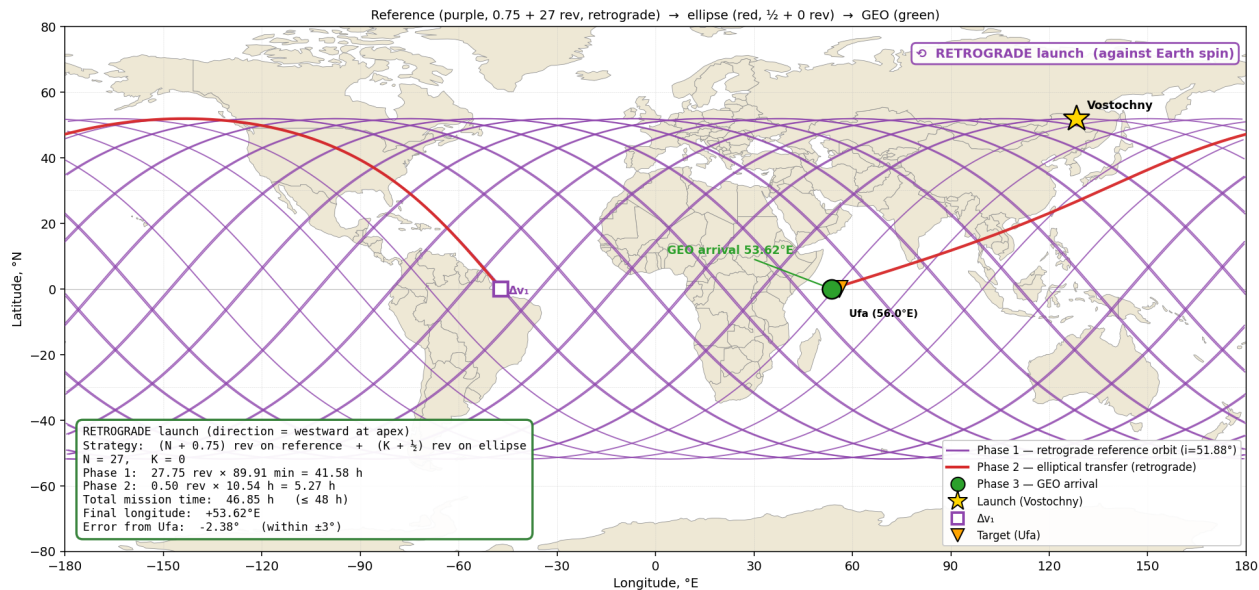 Reference (purple, 0.75 + 27 rev, retrograde) → ellipse (red, ½ + 0 rev) → GEO (green)
⟲ RETROGRADE launch (against Earth spin)
Vostochny
GEO arrival 53.62°E
Δv₁
Ufa (56.0°E)
RETROGRADE launch (direction = westward at apex)
Strategy: (N + 0.75) rev on reference + (K + ½) rev on ellipse
N = 27, K = 0
Phase 1: 27.75 rev × 89.91 min = 41.58 h
Phase 2: 0.50 rev × 10.54 h = 5.27 h
Total mission time: 46.85 h (≤ 48 h)
Final longitude: +53.62°E
Error from Ufa: -2.38° (within ±3°)
Phase 1 — retrograde reference orbit (i=51.88°)
Phase 2 — elliptical transfer (retrograde)
Phase 3 — GEO arrival
Launch (Vostochny)
Δv₁
Target (Ufa)
80
60
40
20
0
−20
−40
−60
−80
Latitude, °N
−180 −150 −120 −90 −60 −30 0 30 60 90 120 150 180
Longitude, °E